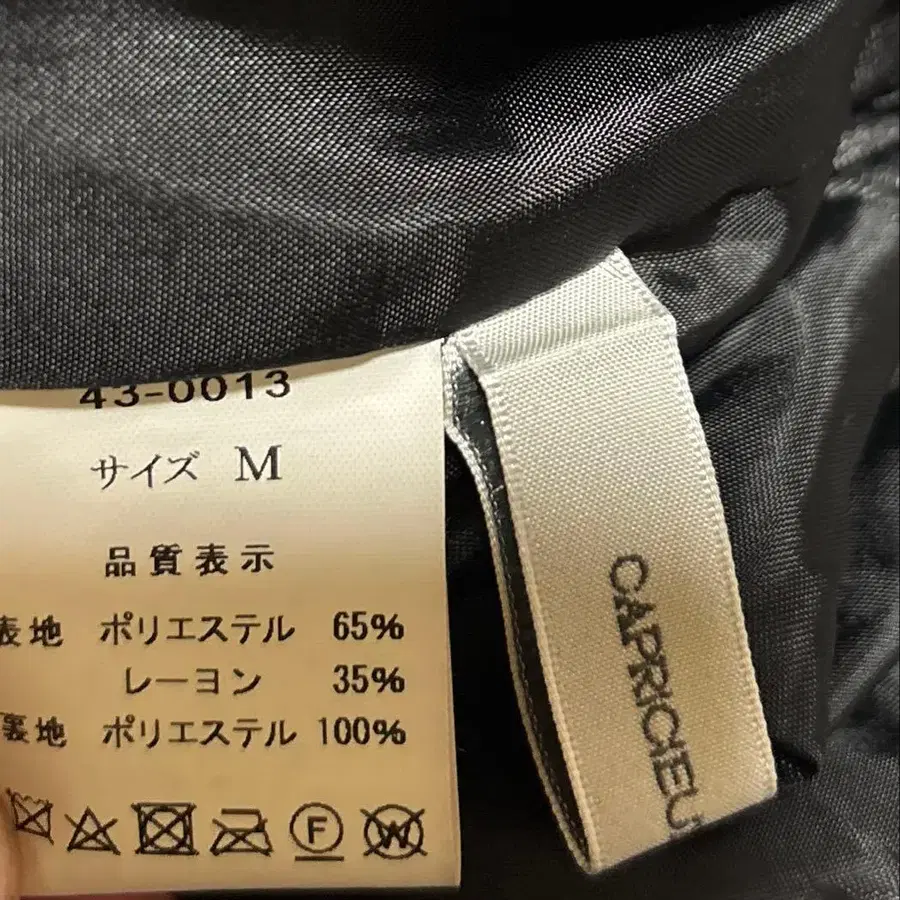 43-0013
サイズ M
品質表示
表地 ポリエステル 65%
レーヨン 35%
裏地 ポリエステル 100%
F W
CAPRICIEU